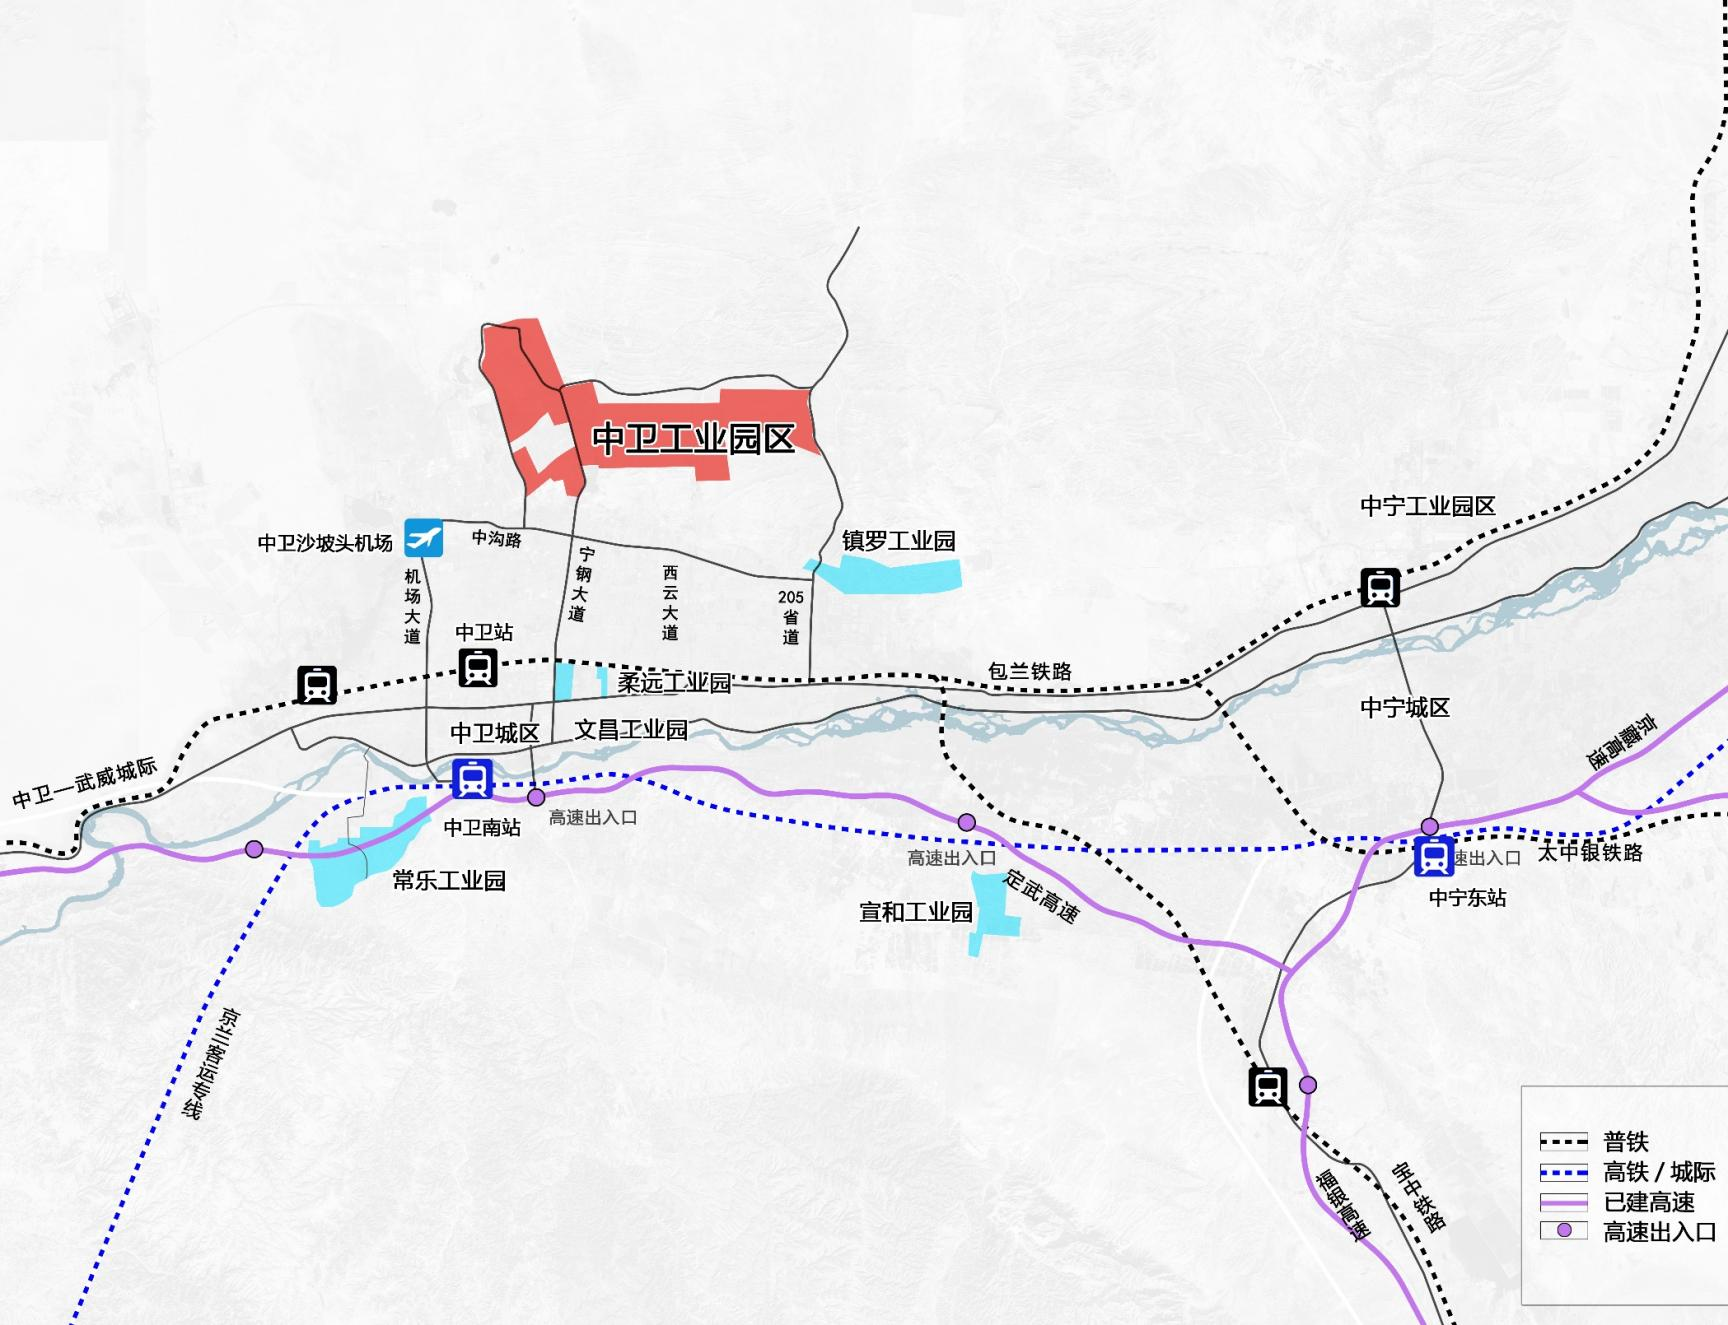 中卫工业园区
中宁工业园区
中卫沙坡头机场
中沟路
镇罗工业园
机场大道
宁钢大道
西云大道
205省道
中卫站
柔远工业园
包兰铁路
中卫城区
文昌工业园
中宁城区
京藏高速
中卫—武威城际
中卫南站
高速出入口
高速出入口
速出入口
太中银铁路
常乐工业园
定武高速
宣和工业园
中宁东站
京兰客运专线
福银高速
宝中铁路
普铁
高铁 / 城际
已建高速
高速出入口